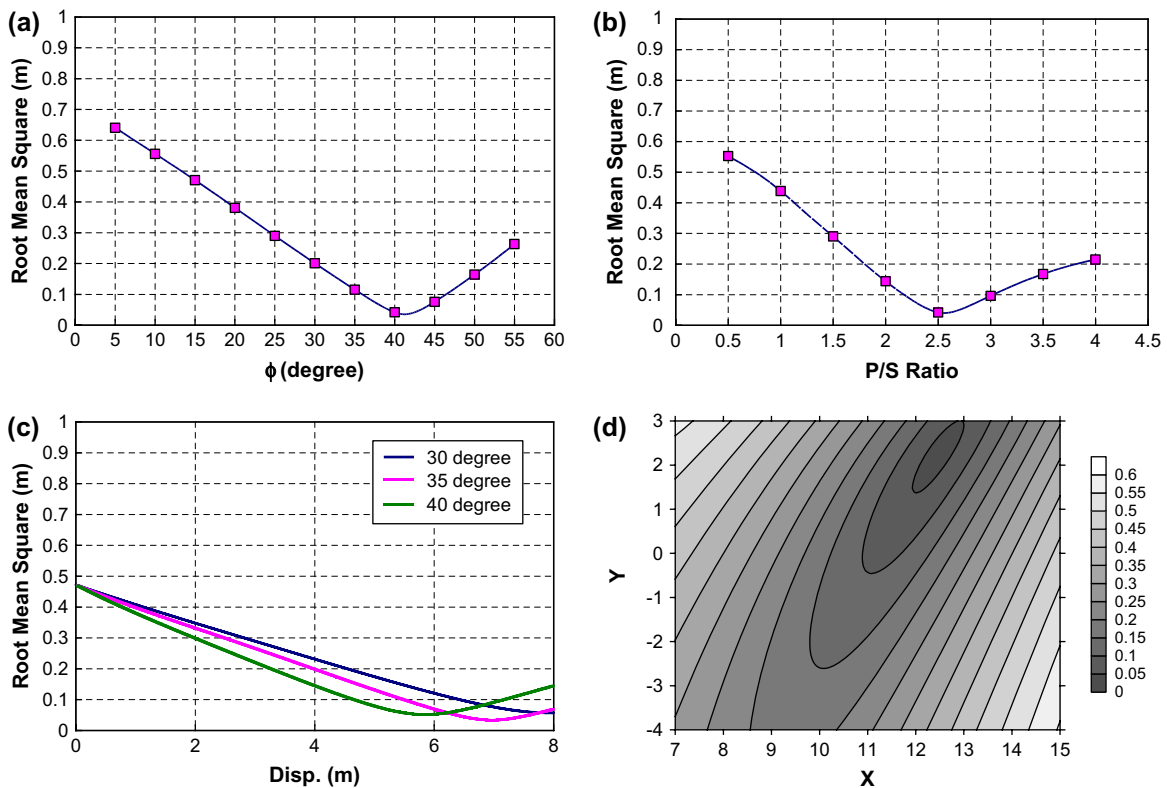 (a)
1
0.9
0.8
0.7
0.6
0.5
0.4
0.3
0.2
0.1
0
Root Mean Square (m)
0 5 10 15 20 25 30 35 40 45 50 55 60
ϕ (degree)
(b)
1
0.9
0.8
0.7
0.6
0.5
0.4
0.3
0.2
0.1
0
Root Mean Square (m)
0 0.5 1 1.5 2 2.5 3 3.5 4 4.5
P/S Ratio
(c)
1
0.9
0.8
0.7
0.6
0.5
0.4
0.3
0.2
0.1
0
Root Mean Square (m)
30 degree
35 degree
40 degree
0 2 4 6 8
Disp. (m)
(d)
3
2
1
0
-1
-2
-3
-4
Y
7 8 9 10 11 12 13 14 15
X
0.6
0.55
0.5
0.45
0.4
0.35
0.3
0.25
0.2
0.15
0.1
0.05
0